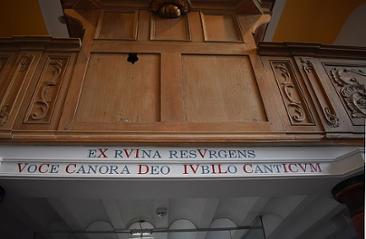 eX rVIna resVrgens
VoCe Canora Deo IVbILo CantICVM